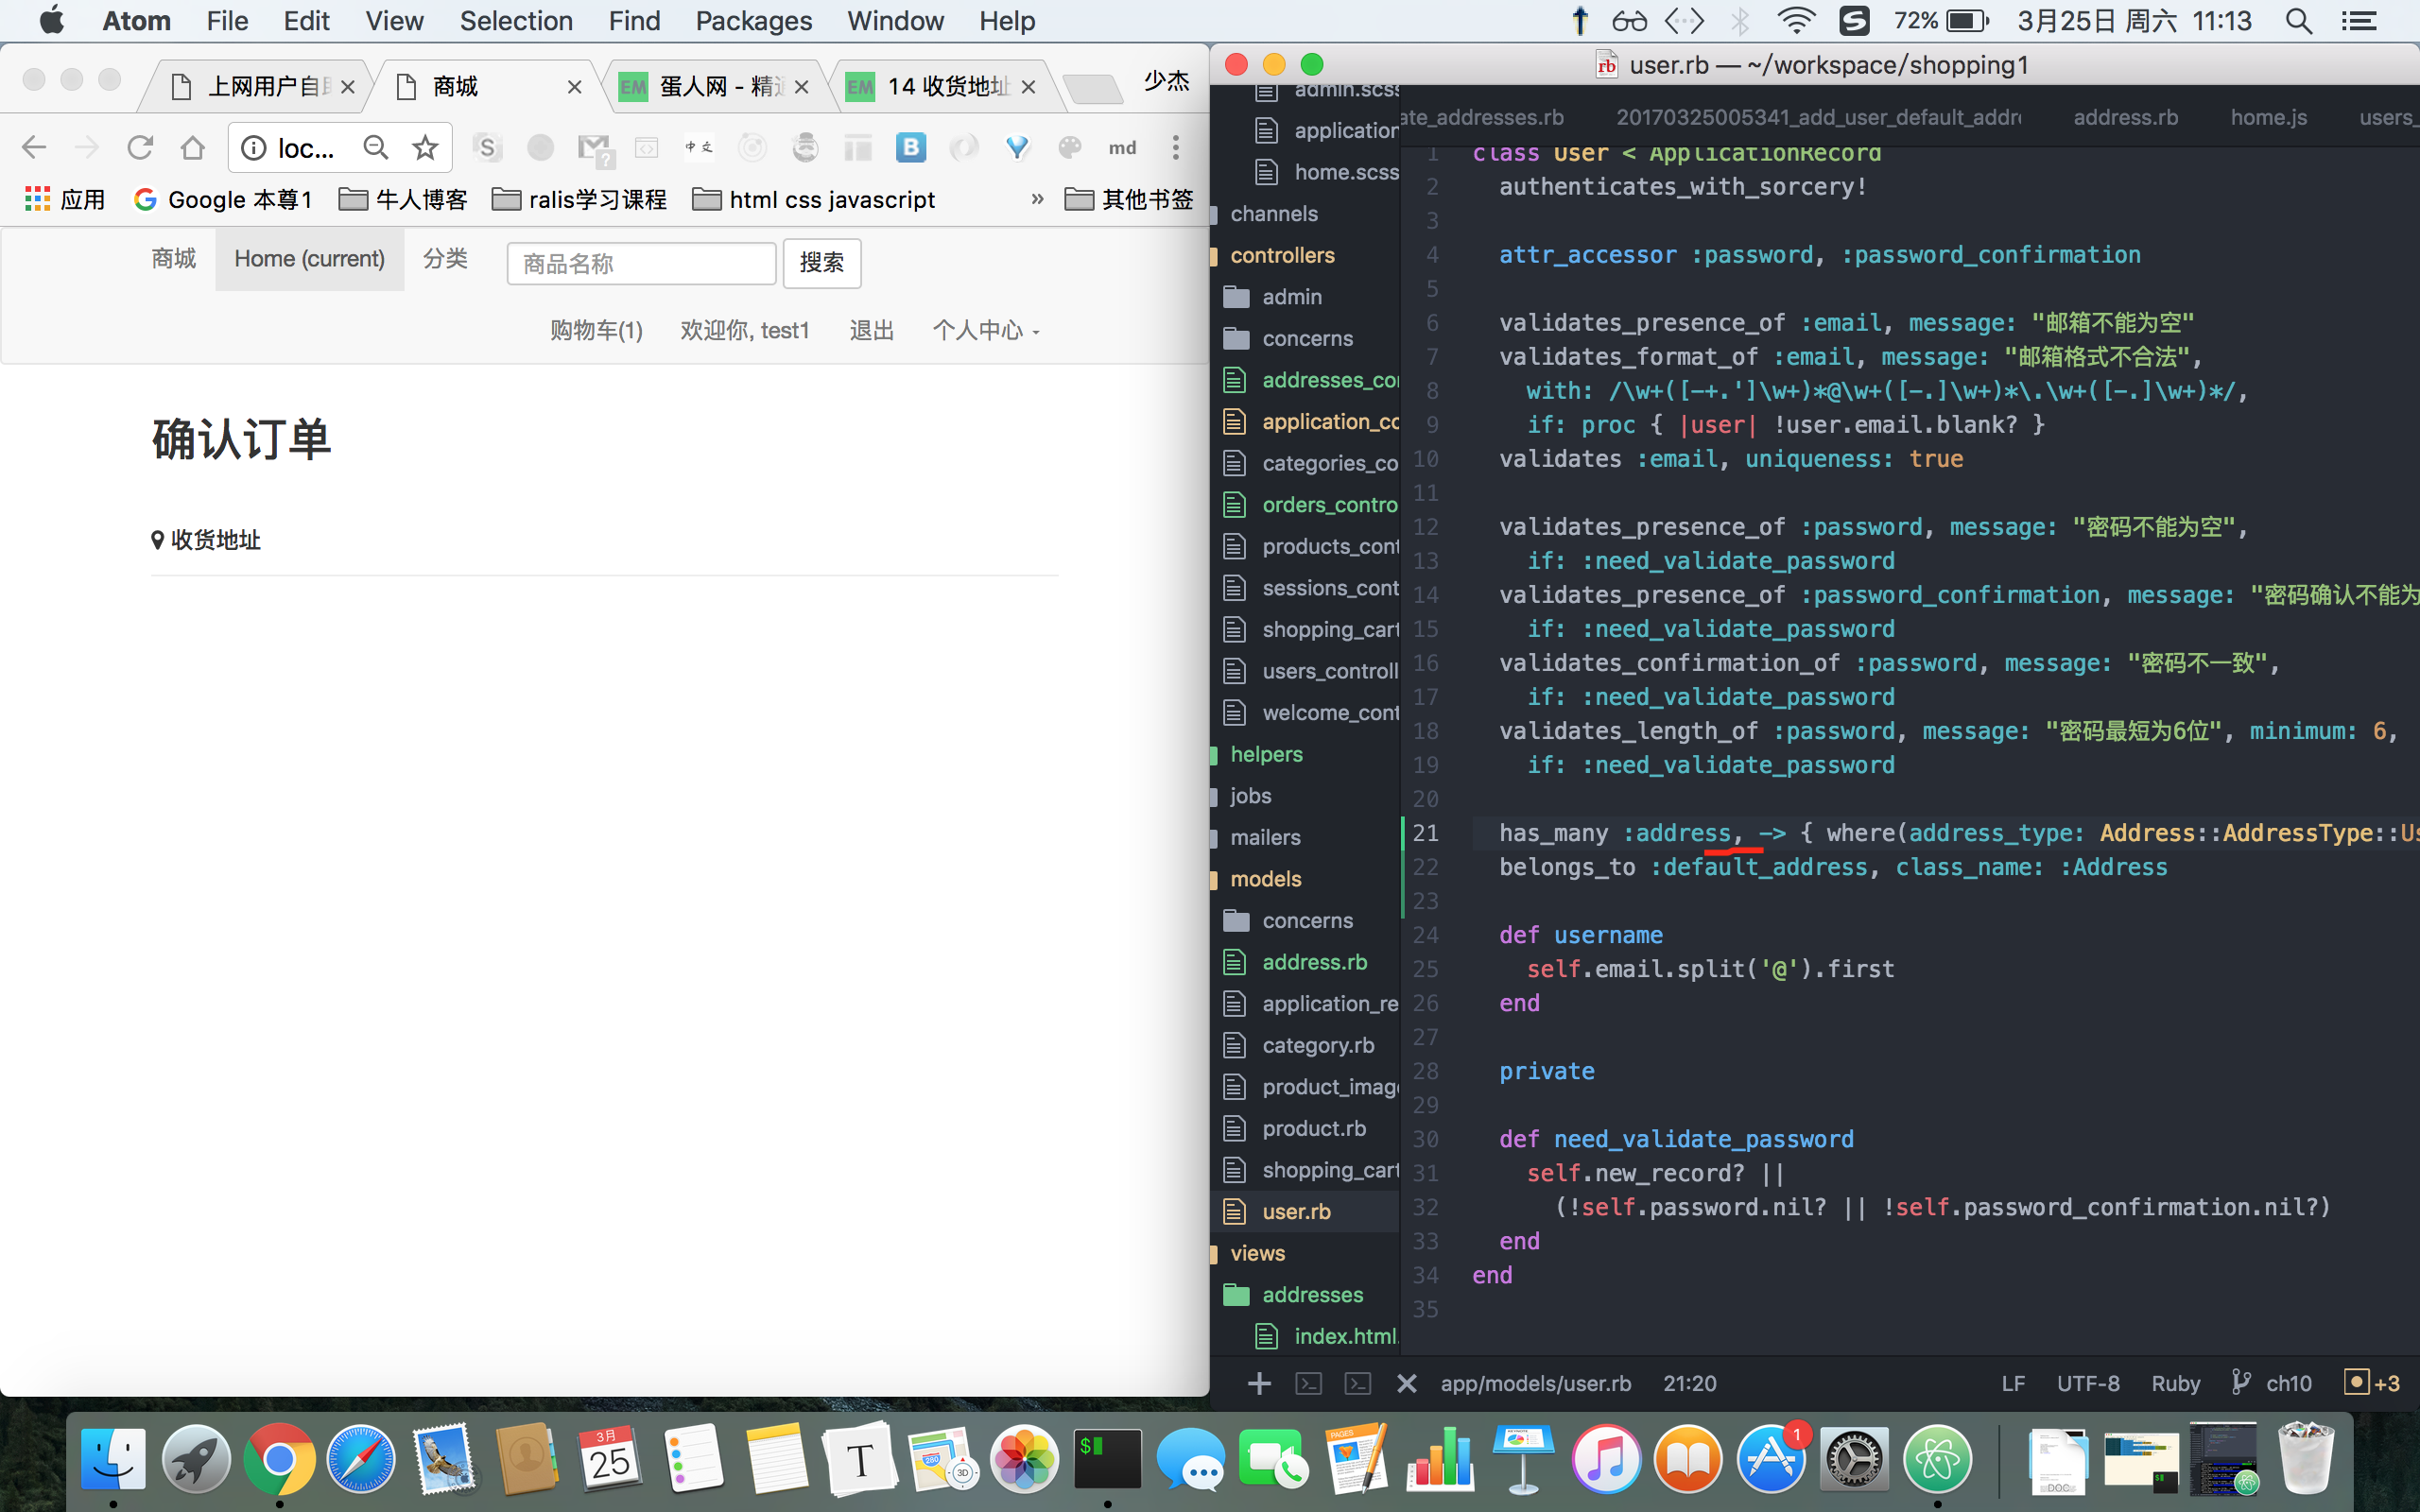 Atom File Edit View Selection Find Packages Window Help 72% 3月25日 周六 11:13
上网用户自助 商城 蛋人网 - 精 14 收货地址 少杰
loc... md
应用 Google 本尊1 牛人博客 ralis学习课程 html css javascript » 其他书签
商城 Home (current) 分类 商品名称 搜索
购物车(1) 欢迎你, test1 退出 个人中心
确认订单
收货地址
user.rb — ~/workspace/shopping1
ate_addresses.rb 20170325005341_add_user_default_addr address.rb home.js users_
admin.scss
application
home.scss
channels
controllers
admin
concerns
addresses_co
application_co
categories_co
orders_contro
products_cont
sessions_cont
shopping_cart
users_controll
welcome_cont
helpers
jobs
mailers
models
concerns
address.rb
application_re
category.rb
product_imag
product.rb
shopping_cart
user.rb
views
addresses
index.html.
1 class User < ApplicationRecord
2 authenticates_with_sorcery!
3
4 attr_accessor :password, :password_confirmation
5
6 validates_presence_of :email, message: "邮箱不能为空"
7 validates_format_of :email, message: "邮箱格式不合法",
8 with: /\w+([-+.']\w+)*@\w+([-.]\w+)*\.\w+([-.]\w+)*/,
9 if: proc { |user| !user.email.blank? }
10 validates :email, uniqueness: true
11
12 validates_presence_of :password, message: "密码不能为空",
13 if: :need_validate_password
14 validates_presence_of :password_confirmation, message: "密码确认不能为
15 if: :need_validate_password
16 validates_confirmation_of :password, message: "密码不一致",
17 if: :need_validate_password
18 validates_length_of :password, message: "密码最短为6位", minimum: 6,
19 if: :need_validate_password
20
21 has_many :address, -> { where(address_type: Address::AddressType::Us
22 belongs_to :default_address, class_name: :Address
23
24 def username
25 self.email.split('@').first
26 end
27
28 private
29
30 def need_validate_password
31 self.new_record? ||
32 (!self.password.nil? || !self.password_confirmation.nil?)
33 end
34 end
35
app/models/user.rb 21:20 LF UTF-8 Ruby ch10 +3
3月
25
280
3D
PAGES
1
DOC